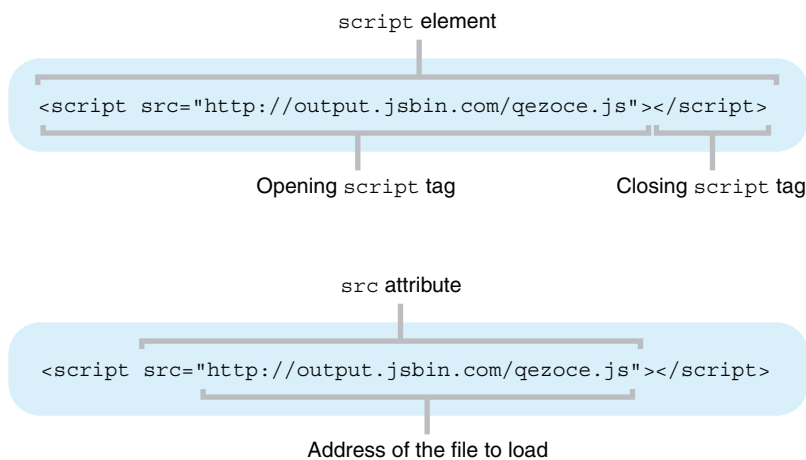 script element
<script src="http://output.jsbin.com/qezoce.js"></script>
Opening script tag Closing script tag
src attribute
<script src="http://output.jsbin.com/qezoce.js"></script>
Address of the file to load